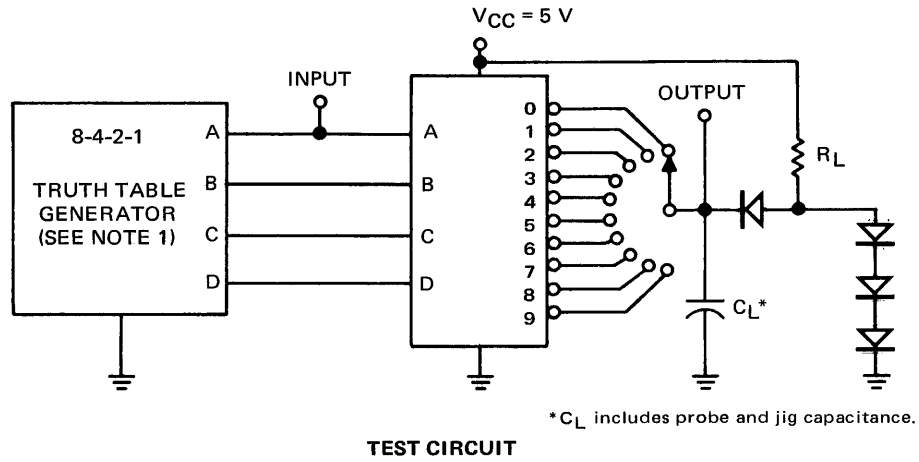 VCC = 5 V
INPUT
OUTPUT
8-4-2-1
TRUTH TABLE
GENERATOR
(SEE NOTE 1)
A
B
C
D
A
B
C
D
0
1
2
3
4
5
6
7
8
9
RL
CL*
*CL includes probe and jig capacitance.
TEST CIRCUIT